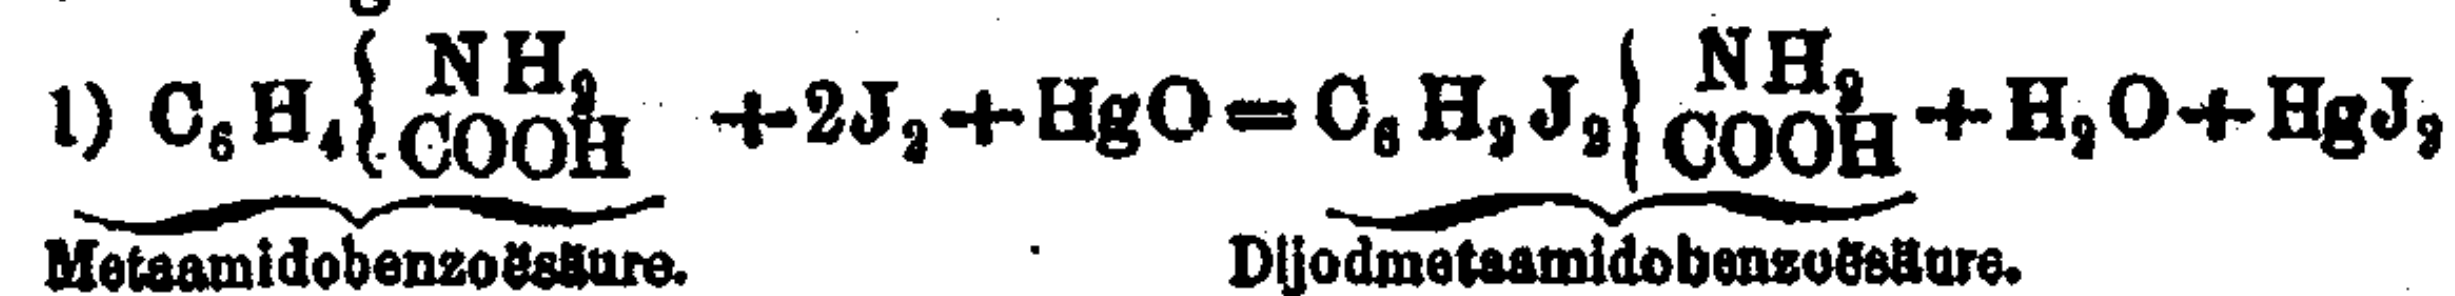 1) C₆H₄{NH₂ COOH + 2J₂ + HgO = C₆H₂J₂}NH₂ COOH + H₂O + HgJ₂
Metaamidobenzoësäure. Dijodmetaamidobenzoësäure.